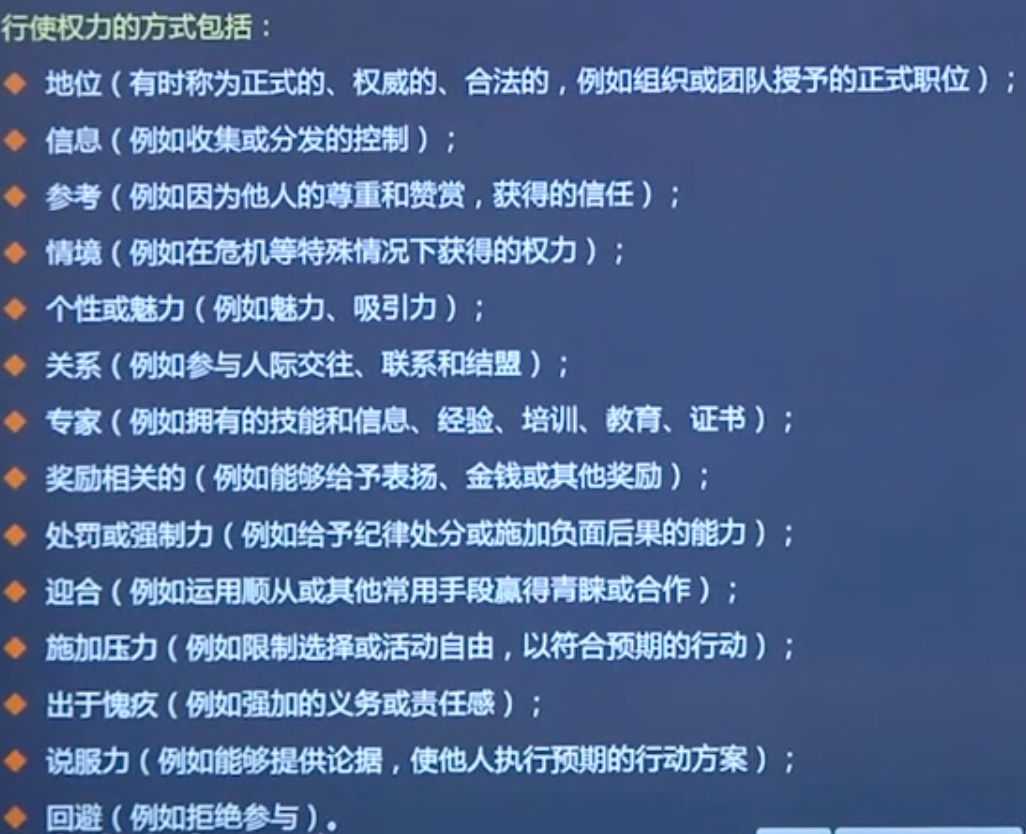 行使权力的方式包括：
◆ 地位（有时称为正式的、权威的、合法的，例如组织或团队授予的正式职位）；
◆ 信息（例如收集或分发的控制）；
◆ 参考（例如因为他人的尊重和赞赏，获得的信任）；
◆ 情境（例如在危机等特殊情况下获得的权力）；
◆ 个性或魅力（例如魅力、吸引力）；
◆ 关系（例如参与人际交往、联系和结盟）；
◆ 专家（例如拥有的技能和信息、经验、培训、教育、证书）；
◆ 奖励相关的（例如能够给予表扬、金钱或其他奖励）；
◆ 处罚或强制力（例如给予纪律处分或施加负面后果的能力）；
◆ 迎合（例如运用顺从或其他常用手段赢得青睐或合作）；
◆ 施加压力（例如限制选择或活动自由，以符合预期的行动）；
◆ 出于愧疚（例如强加的义务或责任感）；
◆ 说服力（例如能够提供论据，使他人执行预期的行动方案）；
◆ 回避（例如拒绝参与）。